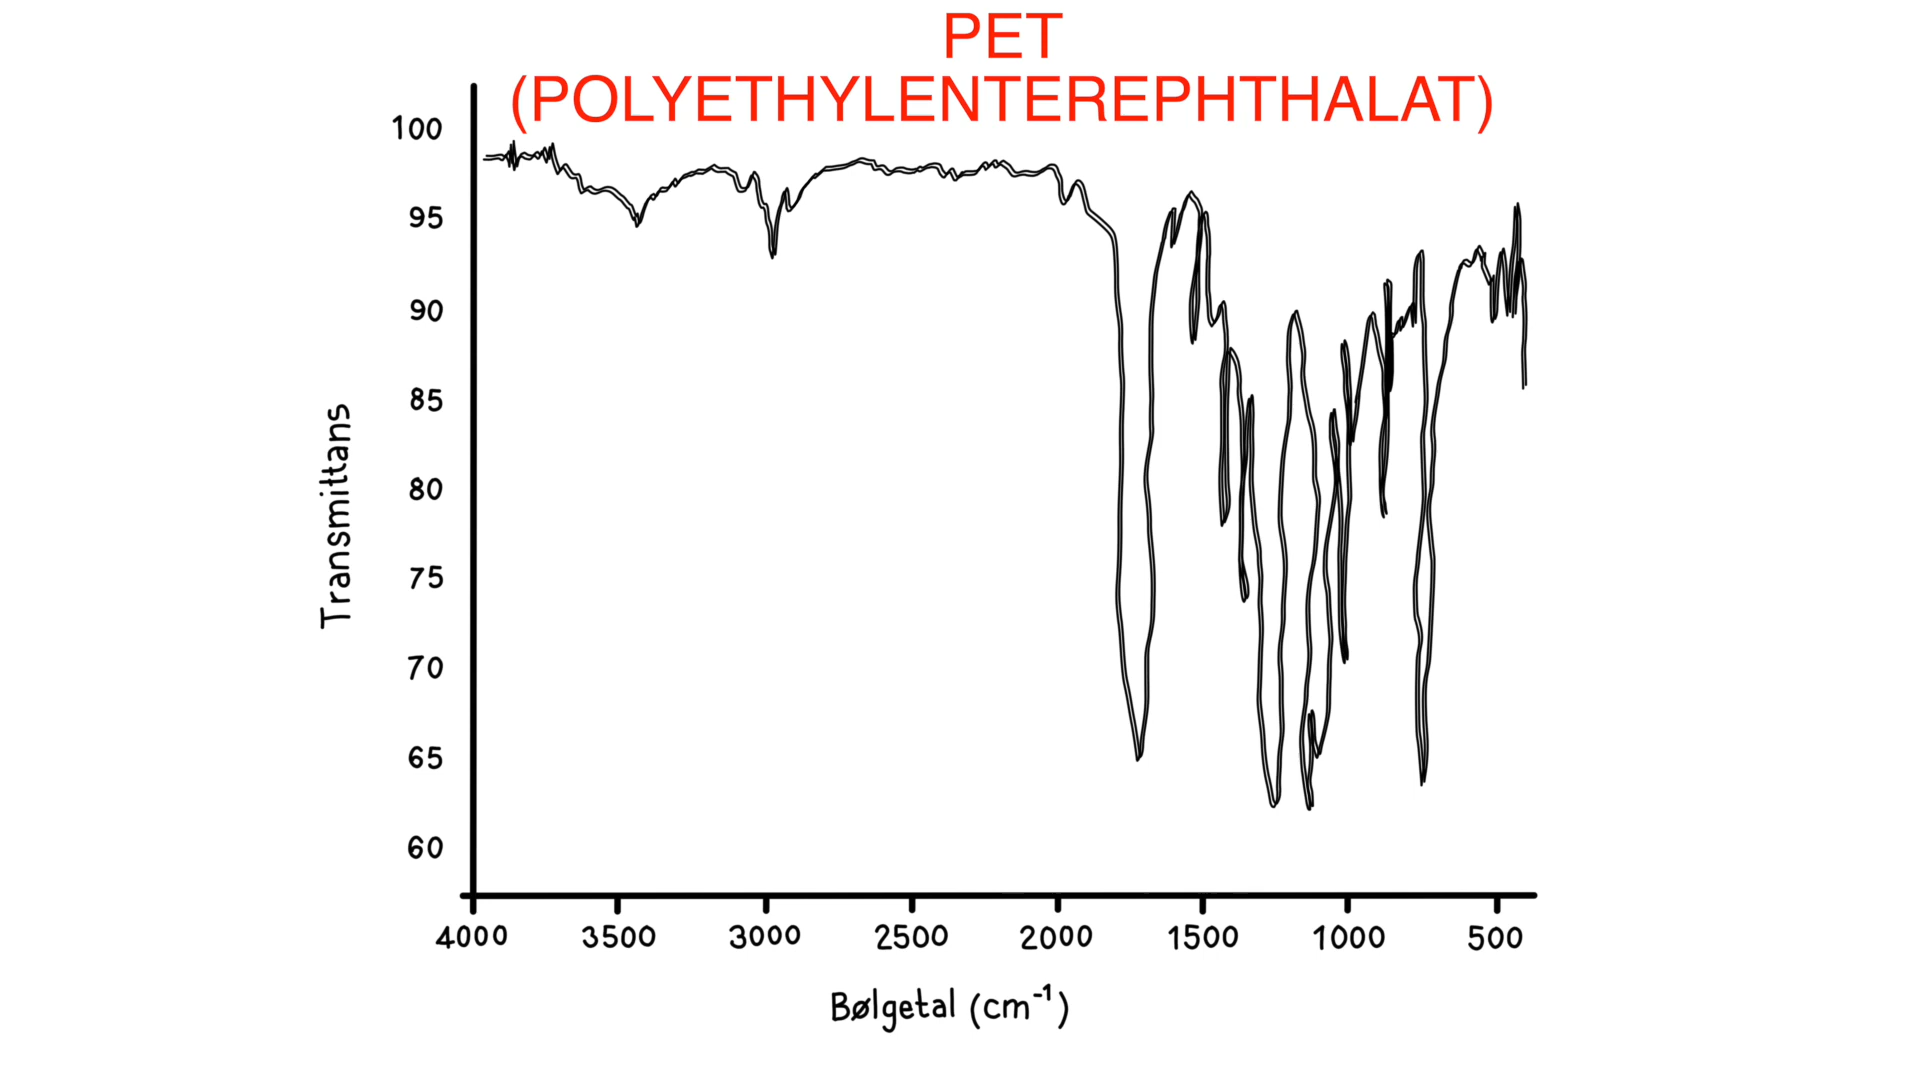 PET
(POLYETHYLENTEREPHTHALAT)
100
95
90
85
80
75
70
65
60
Transmittans
4000 3500 3000 2500 2000 1500 1000 500
Bølgetal (cm⁻¹)